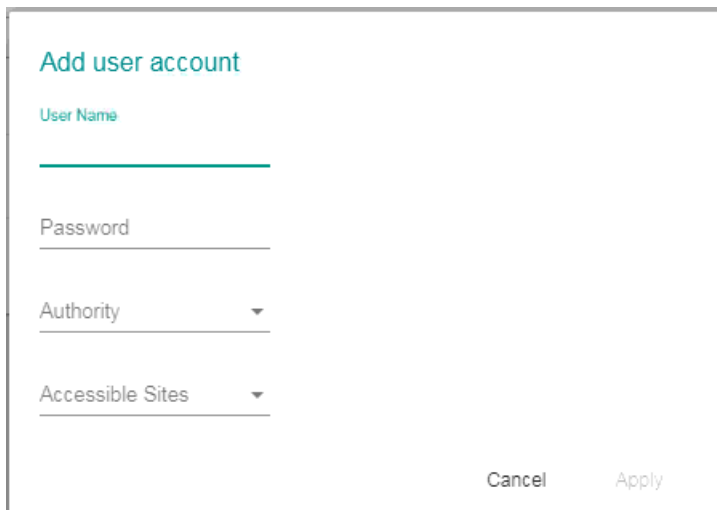 Add user account
User Name
Password
Authority
Accessible Sites
Cancel Apply